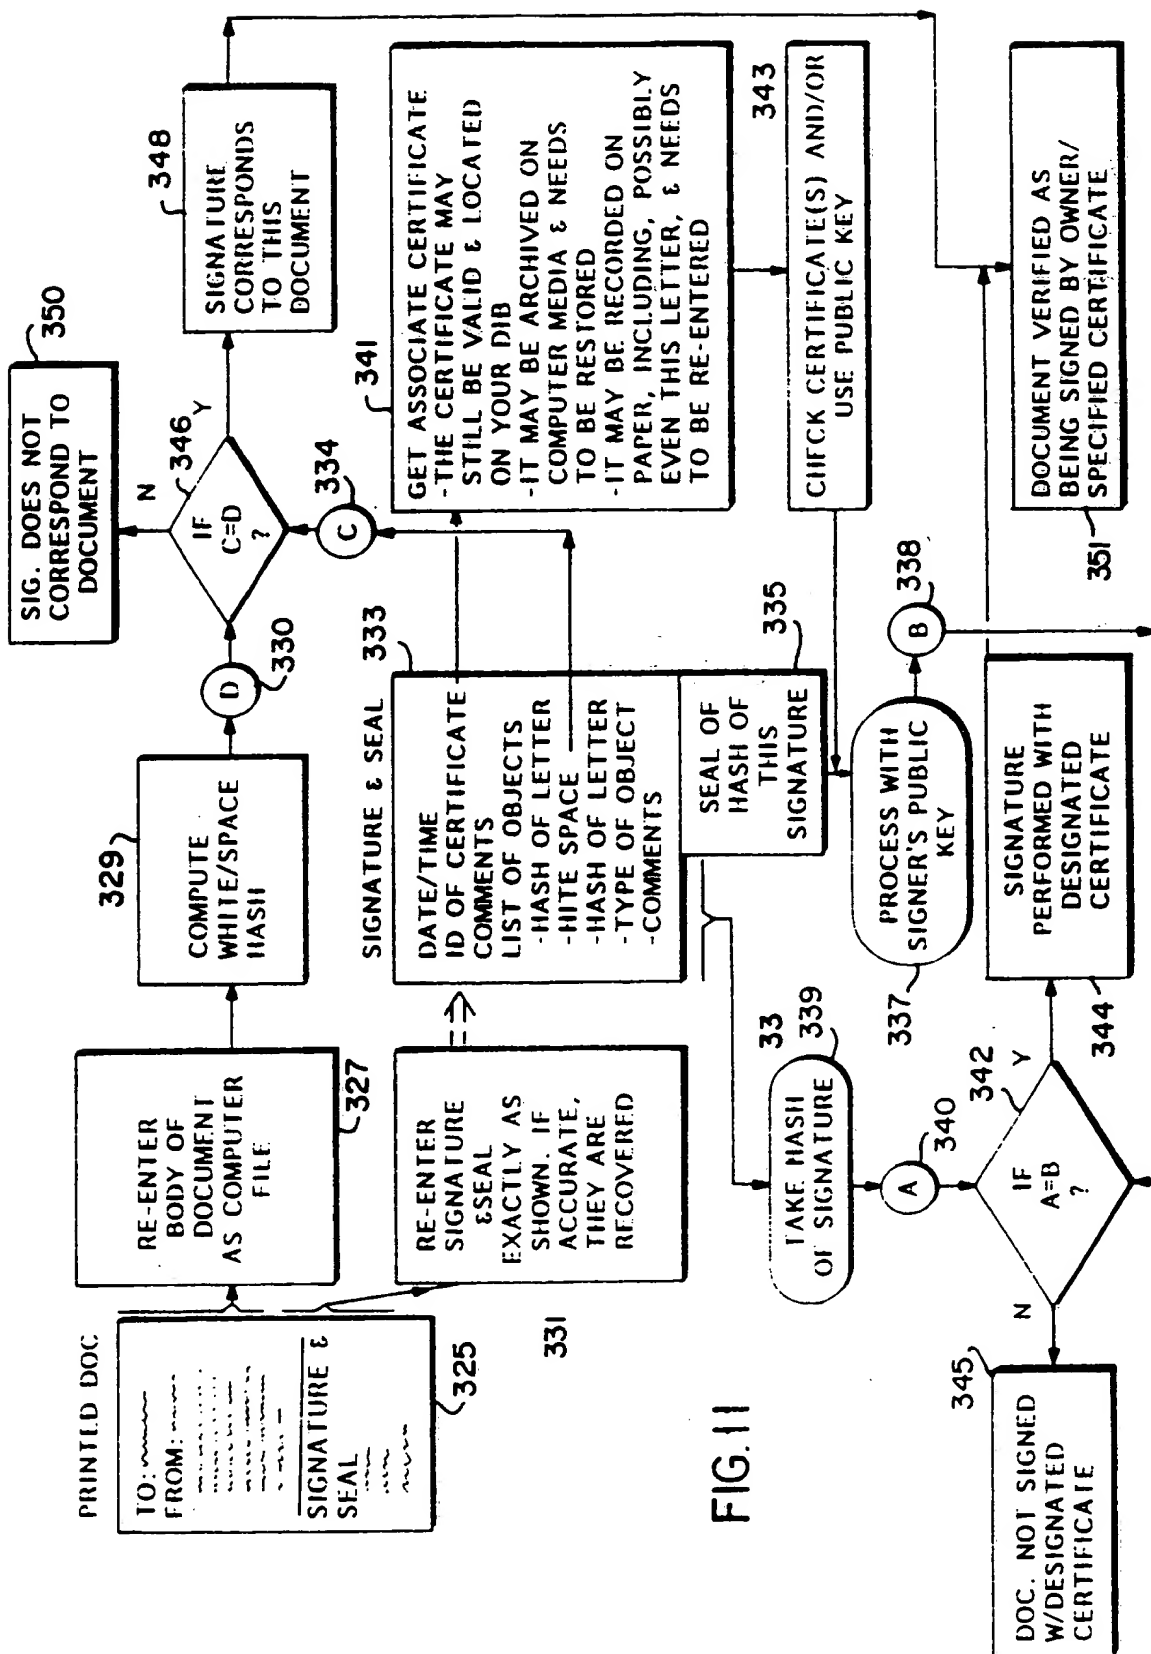 PRINTED DOC
TO:
FROM:
SIGNATURE &
SEAL
325
RE-ENTER
BODY OF
DOCUMENT
AS COMPUTER
FILE
327
COMPUTE
WHITE/SPACE
HASH
329
D
330
IF
C=D
?
346
N
Y
SIG. DOES NOT
CORRESPOND TO
DOCUMENT
350
SIGNATURE
CORRESPONDS
TO THIS
DOCUMENT
348
C
334
RE-ENTER
SIGNATURE
&SEAL
EXACTLY AS
SHOWN. IF
ACCURATE,
THEY ARE
RECOVERED
331
SIGNATURE & SEAL
333
DATE/TIME
ID OF CERTIFICATE
COMMENTS
LIST OF OBJECTS
-HASH OF LETTER
-HITE SPACE
-HASH OF LETTER
-TYPE OF OBJECT
-COMMENTS
SEAL OF
HASH OF
THIS
SIGNATURE
335
341
GET ASSOCIATE CERTIFICATE
-THE CERTIFICATE MAY
STILL BE VALID & LOCATED
ON YOUR DIB
-IT MAY BE ARCHIVED ON
COMPUTER MEDIA & NEEDS
TO BE RESTORED
-IT MAY BE RECORDED ON
PAPER, INCLUDING, POSSIBLY
EVEN THIS LETTER, & NEEDS
TO BE RE-ENTERED
343
CHECK CERTIFICATE(S) AND/OR
USE PUBLIC KEY
33
339
TAKE HASH
OF SIGNATURE
A
340
PROCESS WITH
SIGNER'S PUBLIC
KEY
337
B
338
IF
A=B
?
342
N
Y
345
DOC. NOT SIGNED
W/DESIGNATED
CERTIFICATE
SIGNATURE
PERFORMED WITH
DESIGNATED
CERTIFICATE
344
DOCUMENT VERIFIED AS
BEING SIGNED BY OWNER/
SPECIFIED CERTIFICATE
351
FIG.11